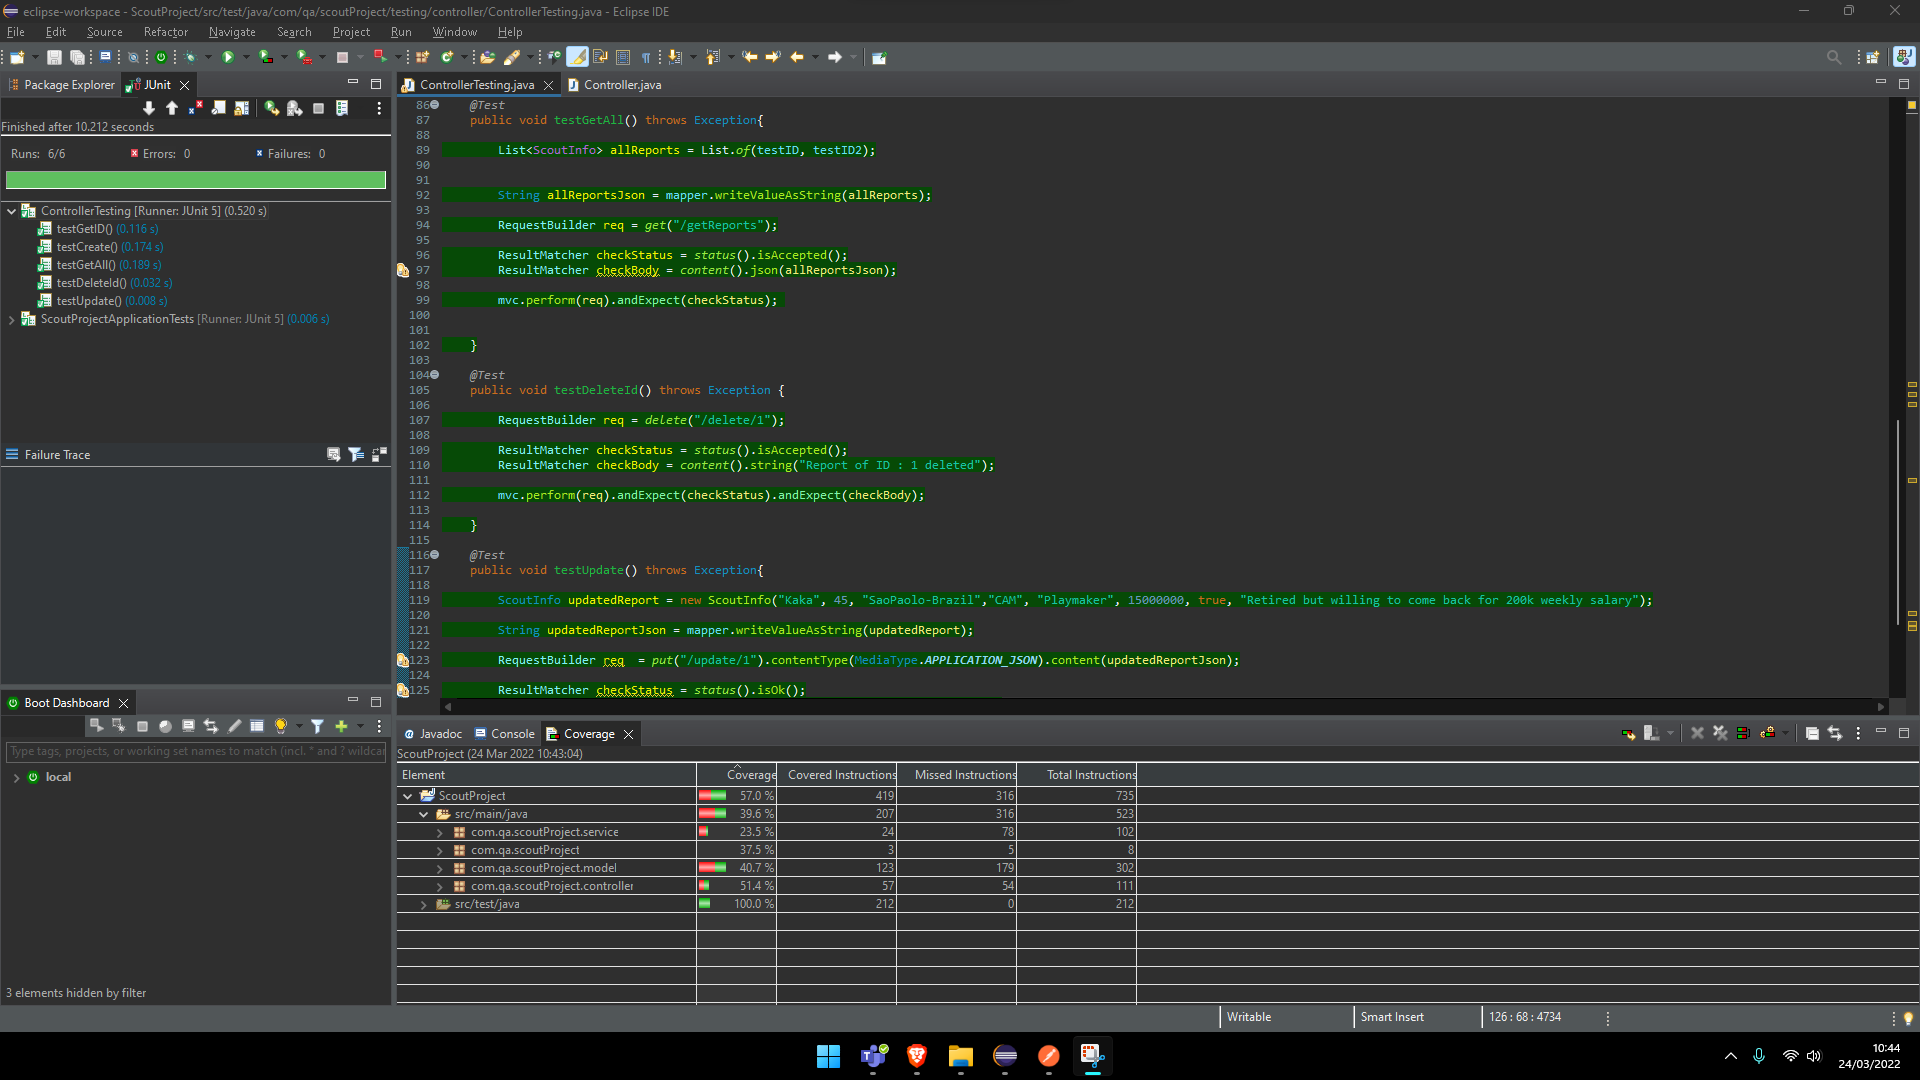 eclipse-workspace - ScoutProject/src/test/java/com/qa/scoutProject/testing/controller/ControllerTesting.java - Eclipse IDE
File Edit Source Refactor Navigate Search Project Run Window Help
Package Explorer JUnit
Finished after 10.212 seconds
Runs: 6/6 Errors: 0 Failures: 0
ControllerTesting [Runner: JUnit 5] (0.520 s)
testGetID() (0.116 s)
testCreate() (0.174 s)
testGetAll() (0.189 s)
testDeleteId() (0.032 s)
testUpdate() (0.008 s)
ScoutProjectApplicationTests [Runner: JUnit 5] (0.006 s)
Failure Trace
Boot Dashboard
Type tags, projects, or working set names to match (incl. * and ? wildcar
local
3 elements hidden by filter
ControllerTesting.java Controller.java
86 @Test
87 public void testGetAll() throws Exception{
88
89 List<ScoutInfo> allReports = List.of(testID, testID2);
90
91
92 String allReportsJson = mapper.writeValueAsString(allReports);
93
94 RequestBuilder req = get("/getReports");
95
96 ResultMatcher checkStatus = status().isAccepted();
97 ResultMatcher checkBody = content().json(allReportsJson);
98
99 mvc.perform(req).andExpect(checkStatus);
100
101
102 }
103
104 @Test
105 public void testDeleteId() throws Exception {
106
107 RequestBuilder req = delete("/delete/1");
108
109 ResultMatcher checkStatus = status().isAccepted();
110 ResultMatcher checkBody = content().string("Report of ID : 1 deleted");
111
112 mvc.perform(req).andExpect(checkStatus).andExpect(checkBody);
113
114 }
115
116 @Test
117 public void testUpdate() throws Exception{
118
119 ScoutInfo updatedReport = new ScoutInfo("Kaka", 45, "SaoPaolo-Brazil","CAM", "Playmaker", 15000000, true, "Retired but willing to come back for 200k weekly salary");
120
121 String updatedReportJson = mapper.writeValueAsString(updatedReport);
122
123 RequestBuilder req = put("/update/1").contentType(MediaType.APPLICATION_JSON).content(updatedReportJson);
124
125 ResultMatcher checkStatus = status().isOk();
Javadoc Console Coverage
ScoutProject (24 Mar 2022 10:43:04)
Element Coverage Covered Instructions Missed Instructions Total Instructions
ScoutProject 57.0 % 419 316 735
src/main/java 39.6 % 207 316 523
com.qa.scoutProject.service 23.5 % 24 78 102
com.qa.scoutProject 37.5 % 3 5 8
com.qa.scoutProject.model 40.7 % 123 179 302
com.qa.scoutProject.controller 51.4 % 57 54 111
src/test/java 100.0 % 212 0 212
Writable Smart Insert 126 : 68 : 4734
10:44
24/03/2022